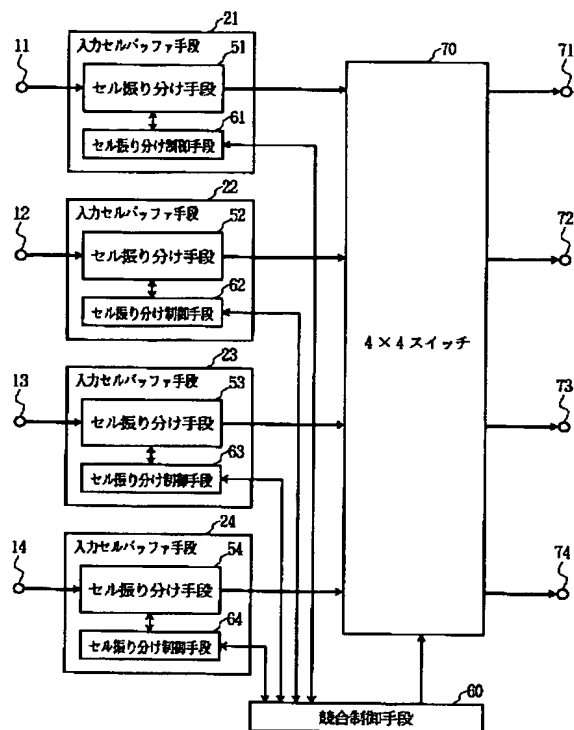 21
入力セルバッファ手段
51
11
セル振り分け手段
61
セル振り分け制御手段
70
71
22
入力セルバッファ手段
52
12
セル振り分け手段
62
セル振り分け制御手段
72
4×4スイッチ
23
入力セルバッファ手段
53
13
セル振り分け手段
63
セル振り分け制御手段
73
24
入力セルバッファ手段
54
14
セル振り分け手段
64
セル振り分け制御手段
74
60
競合制御手段